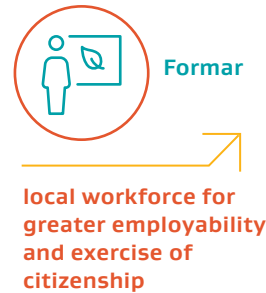 Formar
local workforce for
greater employability
and exercise of
citizenship